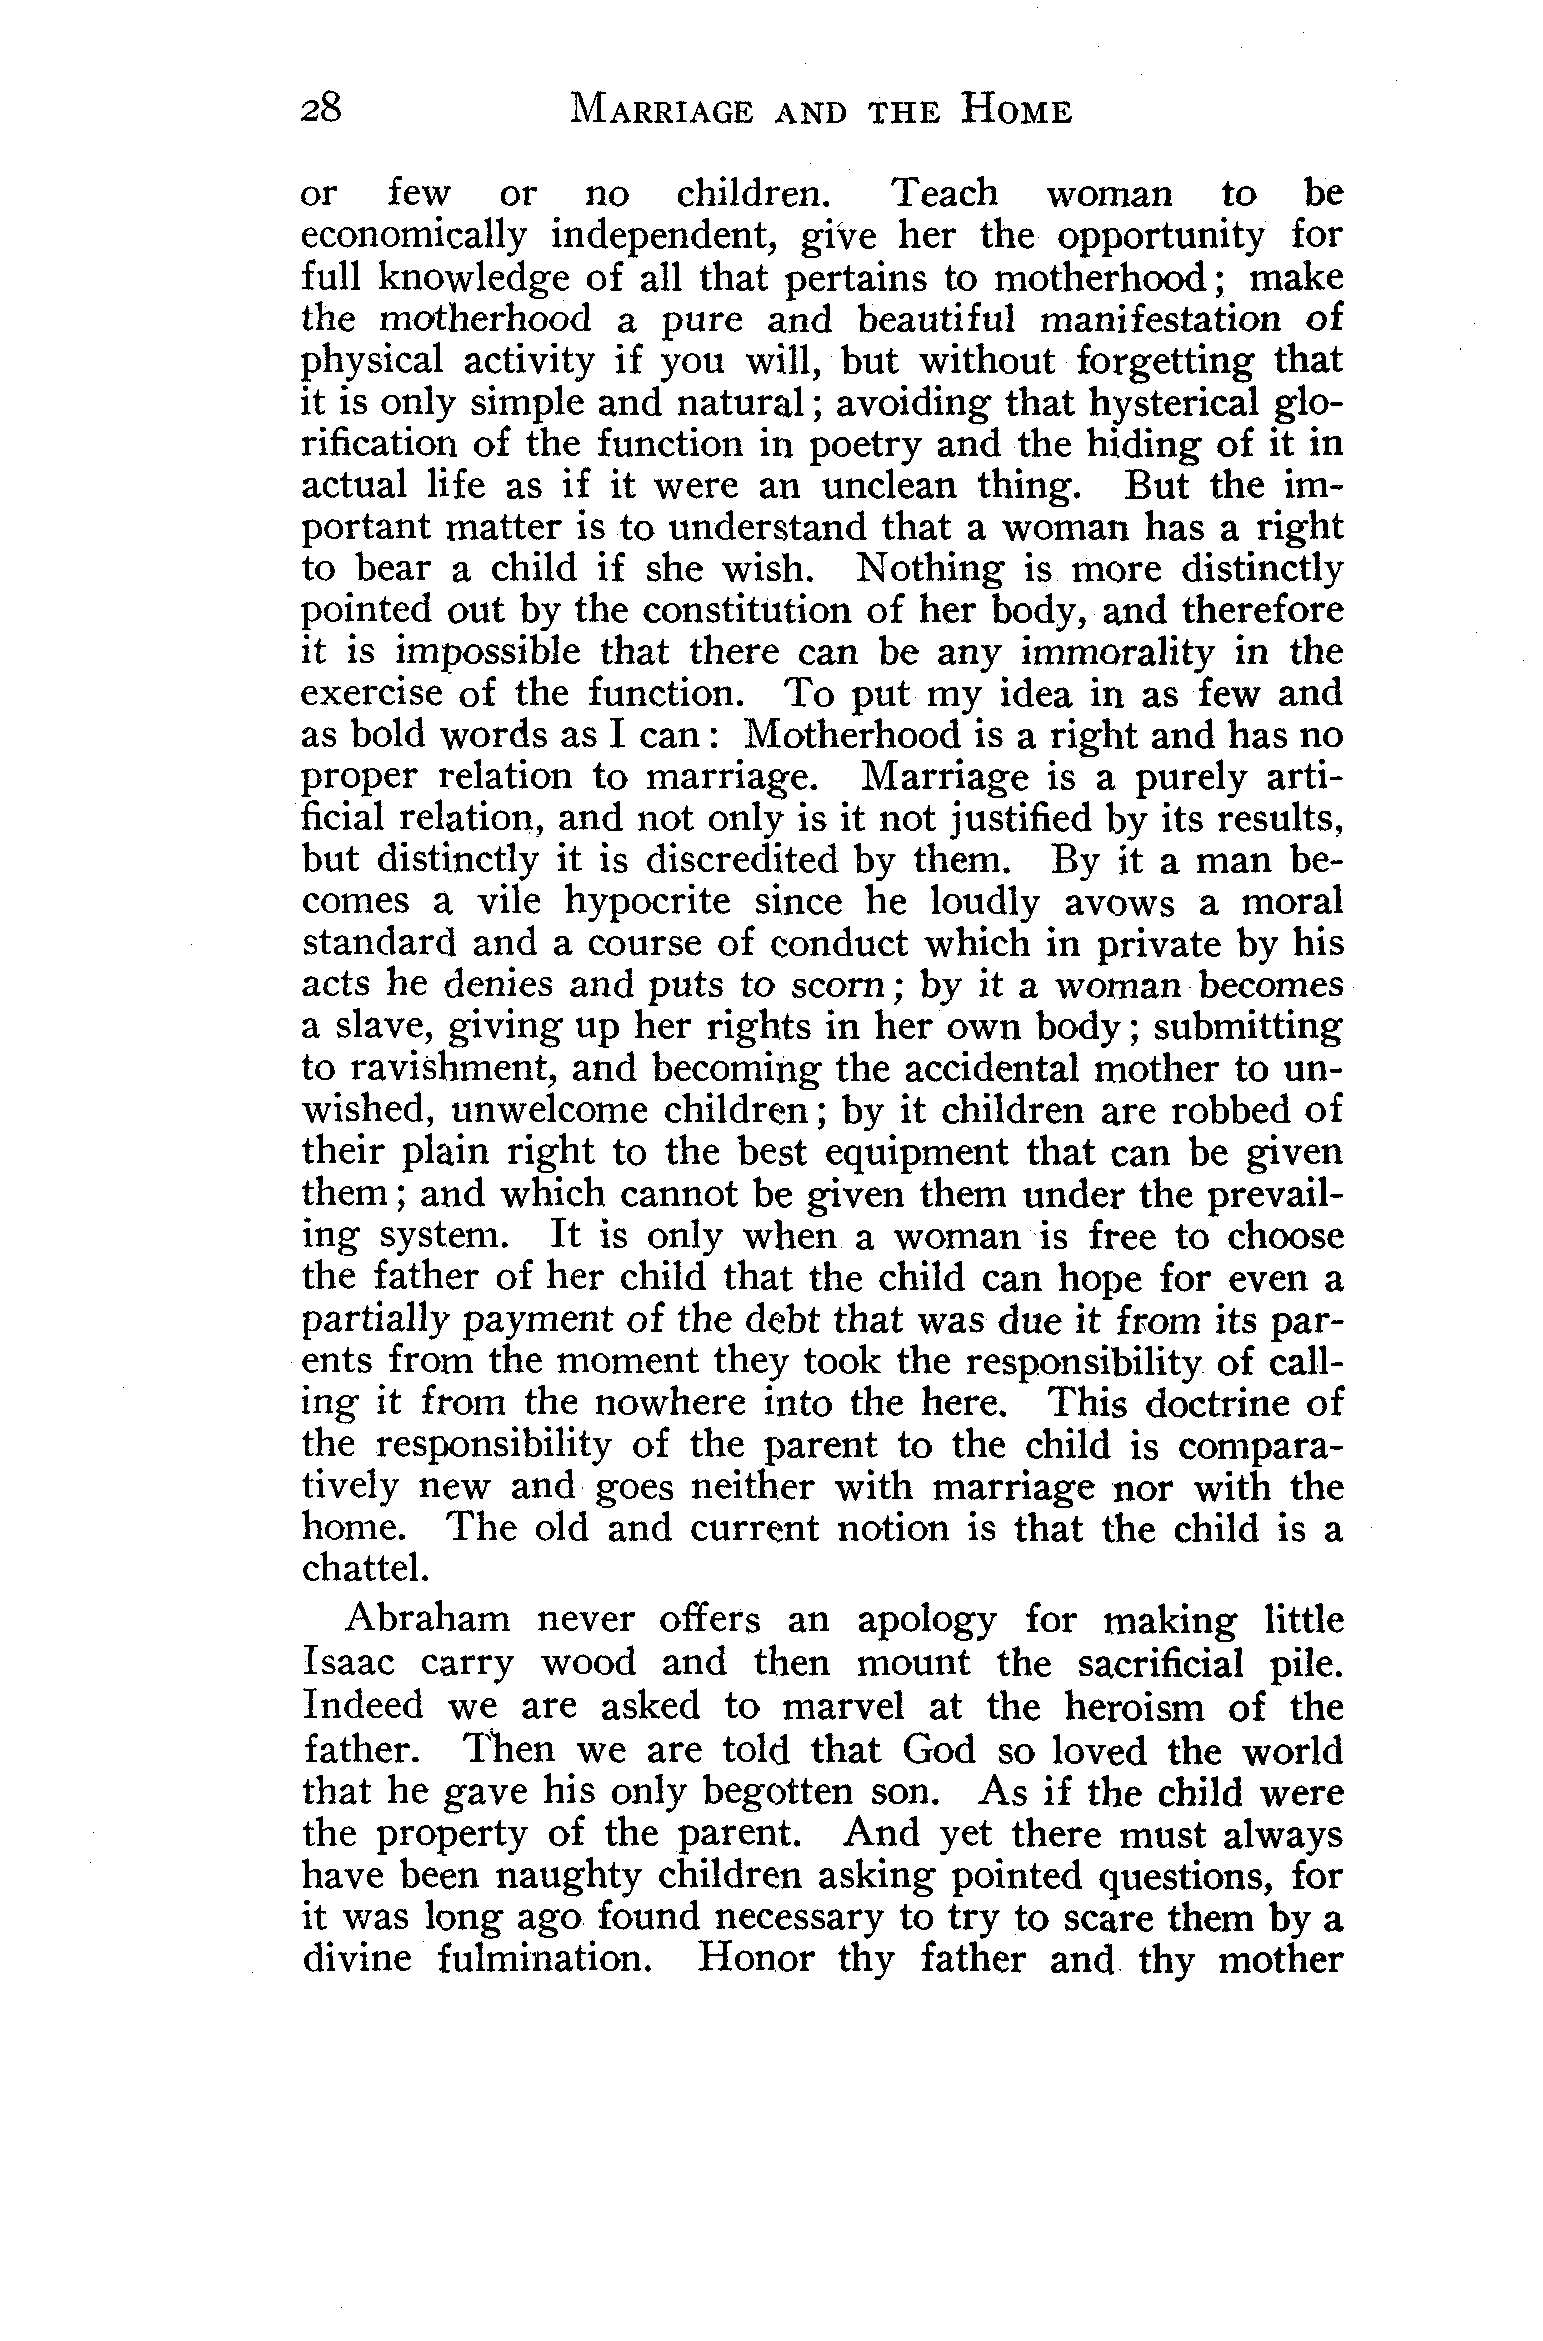 28 MARRIAGE AND THE HOME
or few or no children. Teach woman to be
economically independent, give her the opportunity for
full knowledge of all that pertains to motherhood; make
the motherhood a pure and beautiful manifestation of
physical activity if you will, but without forgetting that
it is only simple and natural; avoiding that hysterical glo-
rification of the function in poetry and the hiding of it in
actual life as if it were an unclean thing. But the im-
portant matter is to understand that a woman has a right
to bear a child if she wish. Nothing is more distinctly
pointed out by the constitution of her body, and therefore
it is impossible that there can be any immorality in the
exercise of the function. To put my idea in as few and
as bold words as I can: Motherhood is a right and has no
proper relation to marriage. Marriage is a purely arti-
ficial relation, and not only is it not justified by its results,
but distinctly it is discredited by them. By it a man be-
comes a vile hypocrite since he loudly avows a moral
standard and a course of conduct which in private by his
acts he denies and puts to scorn; by it a woman becomes
a slave, giving up her rights in her own body; submitting
to ravishment, and becoming the accidental mother to un-
wished, unwelcome children; by it children are robbed of
their plain right to the best equipment that can be given
them; and which cannot be given them under the prevail-
ing system. It is only when a woman is free to choose
the father of her child that the child can hope for even a
partially payment of the debt that was due it from its par-
ents from the moment they took the responsibility of call-
ing it from the nowhere into the here. This doctrine of
the responsibility of the parent to the child is compara-
tively new and goes neither with marriage nor with the
home. The old and current notion is that the child is a
chattel.
Abraham never offers an apology for making little
Isaac carry wood and then mount the sacrificial pile.
Indeed we are asked to marvel at the heroism of the
father. Then we are told that God so loved the world
that he gave his only begotten son. As if the child were
the property of the parent. And yet there must always
have been naughty children asking pointed questions, for
it was long ago found necessary to try to scare them by a
divine fulmination. Honor thy father and thy mother